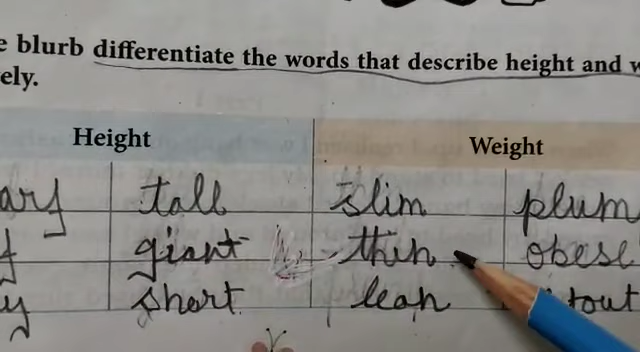 e blurb differentiate the words that describe height and w
ely.
Height Weight
ary tall slim plum
giant thin obese
y short lean tout